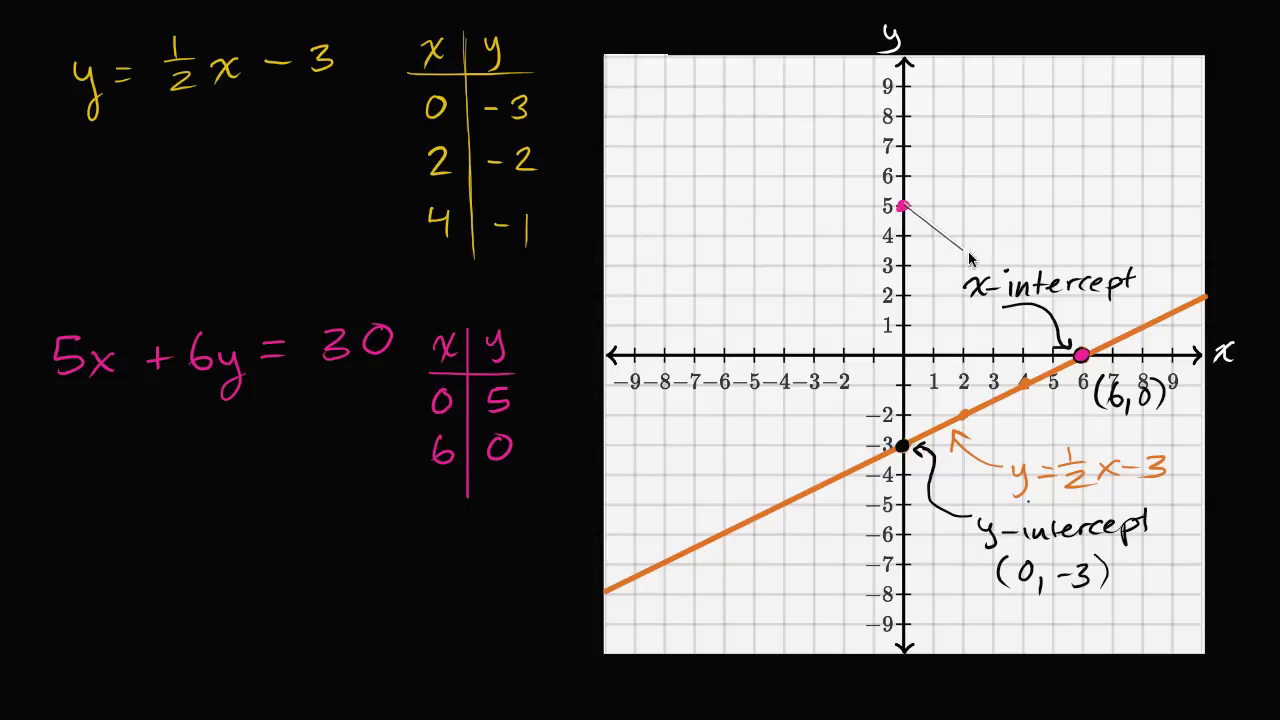 y = 1/2 x - 3
x y
0 -3
2 -2
4 -1
5x + 6y = 30
x y
0 5
6 0
y
9
8
7
6
5
4
3
2
1
x-intercept
x
-9 -8 -7 -6 -5 -4 -3 -2 1 2 3 4 5 6 7 8 9
(6,0)
-2
-3
-4
-5
-6
-7
-8
-9
y = 1/2 x - 3
y-intercept
(0, -3)